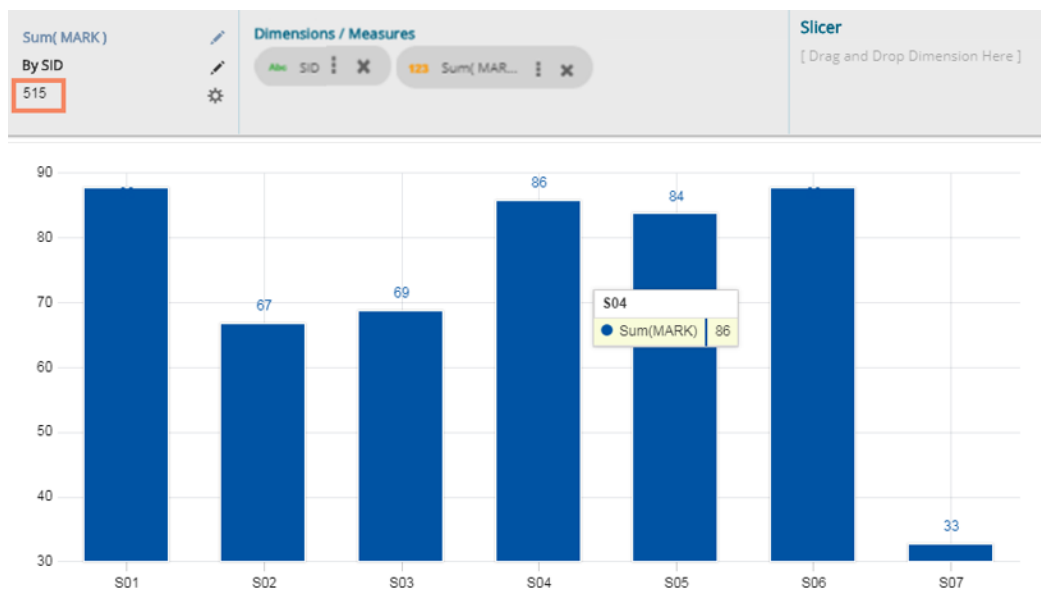 Sum( MARK )
By SID
515
Dimensions / Measures
Abc SID
123 Sum( MAR...
Slicer
[ Drag and Drop Dimension Here ]
90
80
70
60
50
40
30
67
69
86
84
33
S04
Sum(MARK) 86
S01 S02 S03 S04 S05 S06 S07